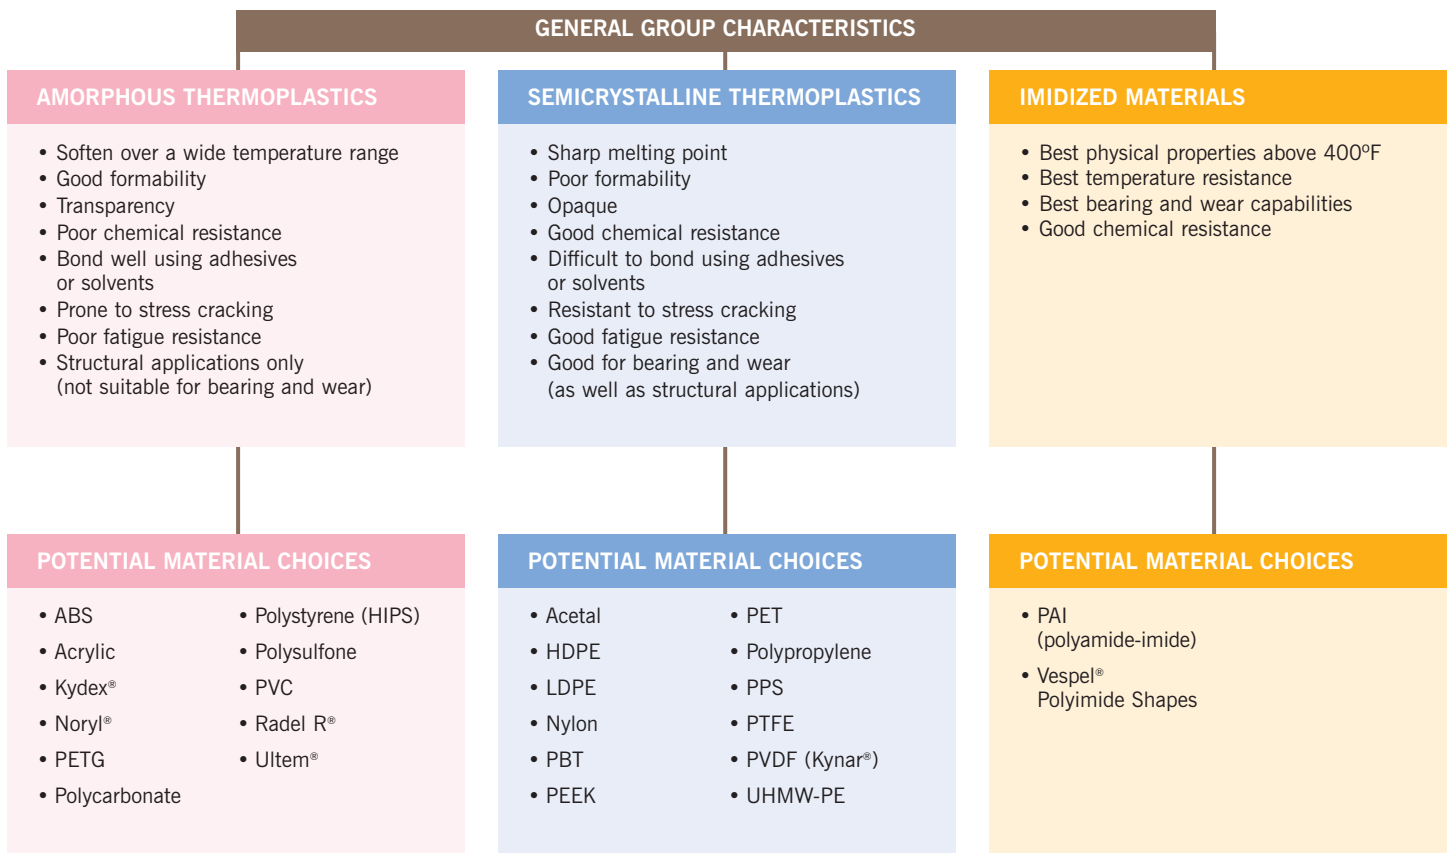 GENERAL GROUP CHARACTERISTICS
AMORPHOUS THERMOPLASTICS
• Soften over a wide temperature range
• Good formability
• Transparency
• Poor chemical resistance
• Bond well using adhesives
or solvents
• Prone to stress cracking
• Poor fatigue resistance
• Structural applications only
(not suitable for bearing and wear)
SEMICRYSTALLINE THERMOPLASTICS
• Sharp melting point
• Poor formability
• Opaque
• Good chemical resistance
• Difficult to bond using adhesives
or solvents
• Resistant to stress cracking
• Good fatigue resistance
• Good for bearing and wear
(as well as structural applications)
IMIDIZED MATERIALS
• Best physical properties above 400ºF
• Best temperature resistance
• Best bearing and wear capabilities
• Good chemical resistance
POTENTIAL MATERIAL CHOICES
• ABS
• Acrylic
• Kydex®
• Noryl®
• PETG
• Polycarbonate
• Polystyrene (HIPS)
• Polysulfone
• PVC
• Radel R®
• Ultem®
POTENTIAL MATERIAL CHOICES
• Acetal
• HDPE
• LDPE
• Nylon
• PBT
• PEEK
• PET
• Polypropylene
• PPS
• PTFE
• PVDF (Kynar®)
• UHMW-PE
POTENTIAL MATERIAL CHOICES
• PAI
(polyamide-imide)
• Vespel®
Polyimide Shapes